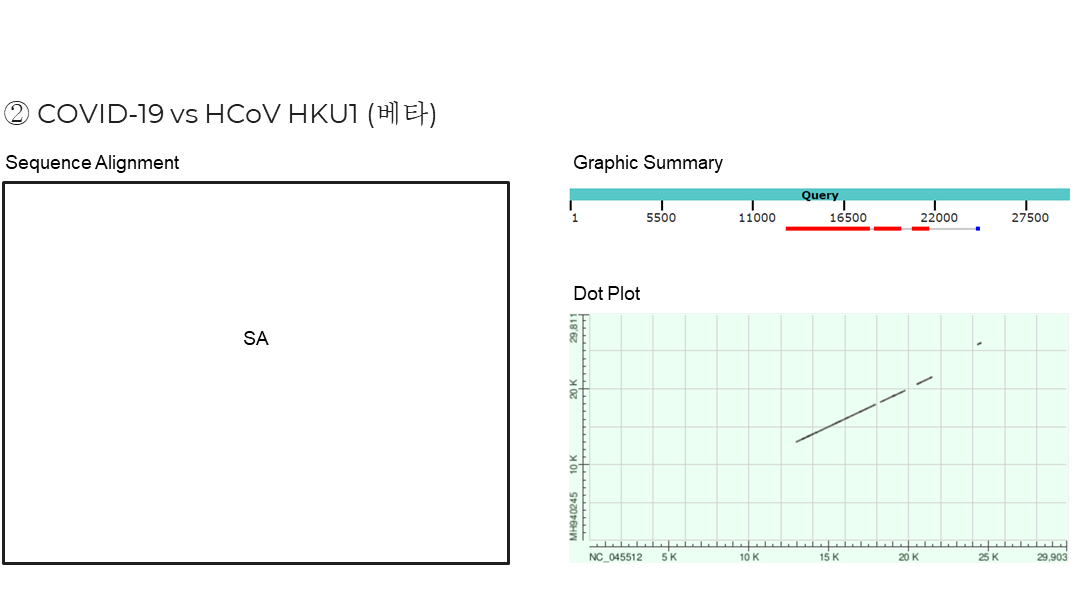 ② COVID-19 vs HCoV HKU1 (베타)
Sequence Alignment
SA
Graphic Summary
Query
1 5500 11000 16500 22000 27500
Dot Plot
29,811
20 K
10 K
MH940245
NC_045512 5 K 10 K 15 K 20 K 25 K 29,903